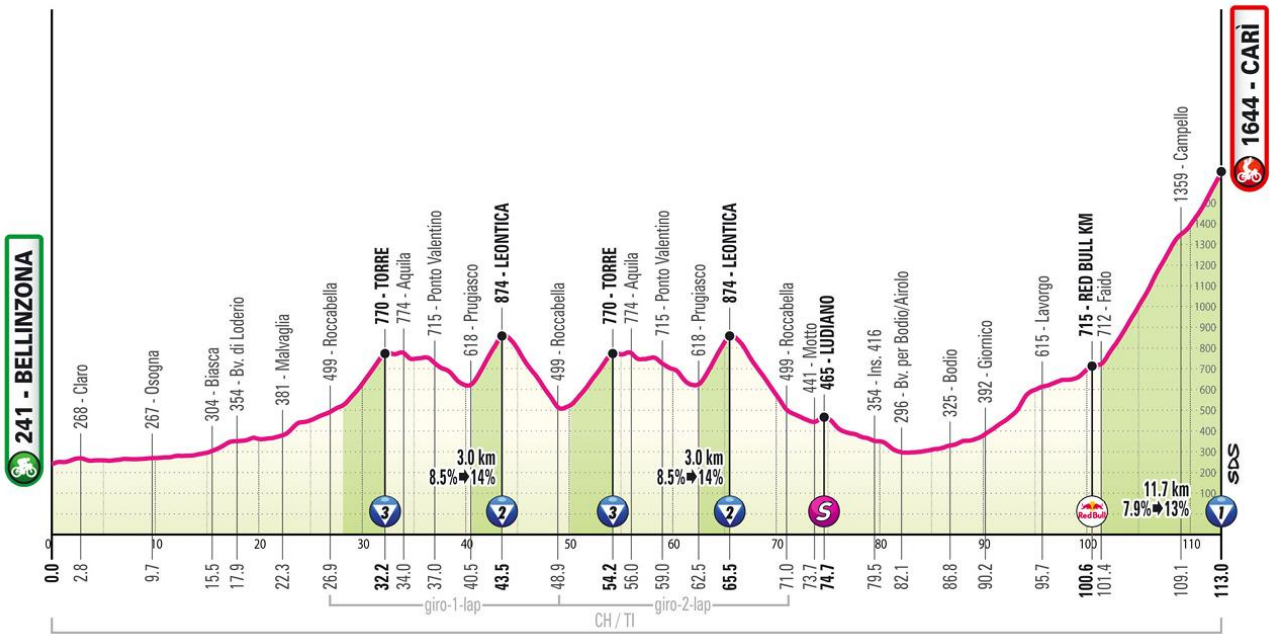 241 - BELLINZONA
268 - Claro
267 - Osogna
304 - Biasca
354 - Bv. di Loderio
381 - Malvaglia
499 - Roccabella
770 - TORRE
774 - Aquila
715 - Ponto Valentino
618 - Prugiasco
874 - LEONTICA
499 - Roccabella
770 - TORRE
774 - Aquila
715 - Ponto Valentino
618 - Prugiasco
874 - LEONTICA
499 - Roccabella
441 - Motto
465 - LUDIANO
354 - Ins. 416
296 - Bv. per Bodio/Airolo
325 - Bodio
392 - Giornico
615 - Lavorgo
715 - RED BULL KM
712 - Faido
1359 - Campello
1644 - CARÌ
1400
1300
1200
1100
1000
900
800
700
600
500
400
300
200
100
SDS
3.0 km
8.5% 14%
3.0 km
8.5% 14%
11.7 km
7.9% 13%
3
2
3
2
S
Red Bull
1
0 10 20 30 40 50 60 70 80 90 100 110
0.0 2.8 9.7 15.5 17.9 22.3 26.9 32.2 34.0 37.0 40.5 43.5 48.9 54.2 56.0 59.0 62.5 65.5 71.0 73.7 74.7 79.5 82.1 86.8 90.2 95.7 100.6 101.4 109.1 113.0
giro-1-lap giro-2-lap
CH / TI